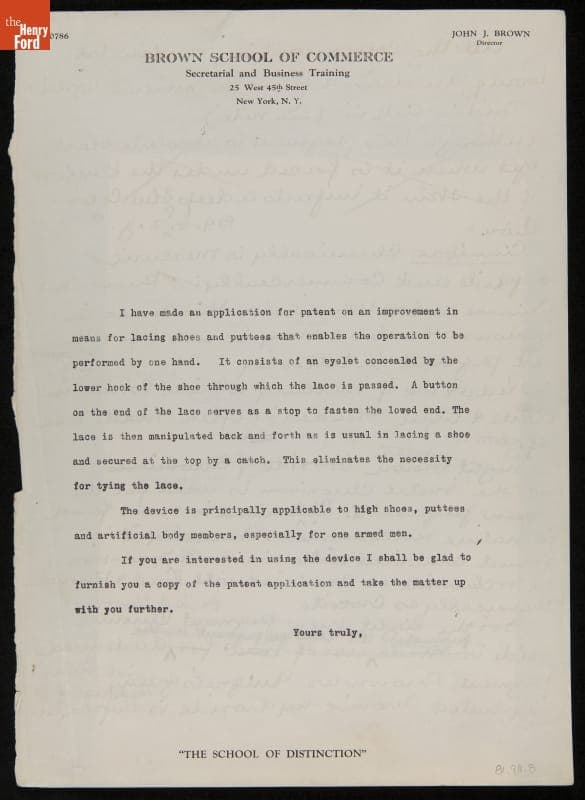 the
Henry
Ford
0786
JOHN J. BROWN
Director
BROWN SCHOOL OF COMMERCE
Secretarial and Business Training
25 West 45th Street
New York, N. Y.
I have made an application for patent on an improvement in
means for lacing shoes and puttees that enables the operation to be
performed by one hand. It consists of an eyelet concealed by the
lower hook of the shoe through which the lace is passed. A button
on the end of the lace serves as a stop to fasten the lowed end. The
lace is then manipulated back and forth as is usual in lacing a shoe
and secured at the top by a catch. This eliminates the necessity
for tying the lace.
The device is principally applicable to high shoes, puttees
and artificial body members, especially for one armed men.
If you are interested in using the device I shall be glad to
furnish you a copy of the patent application and take the matter up
with you further.
Yours truly,
"THE SCHOOL OF DISTINCTION"